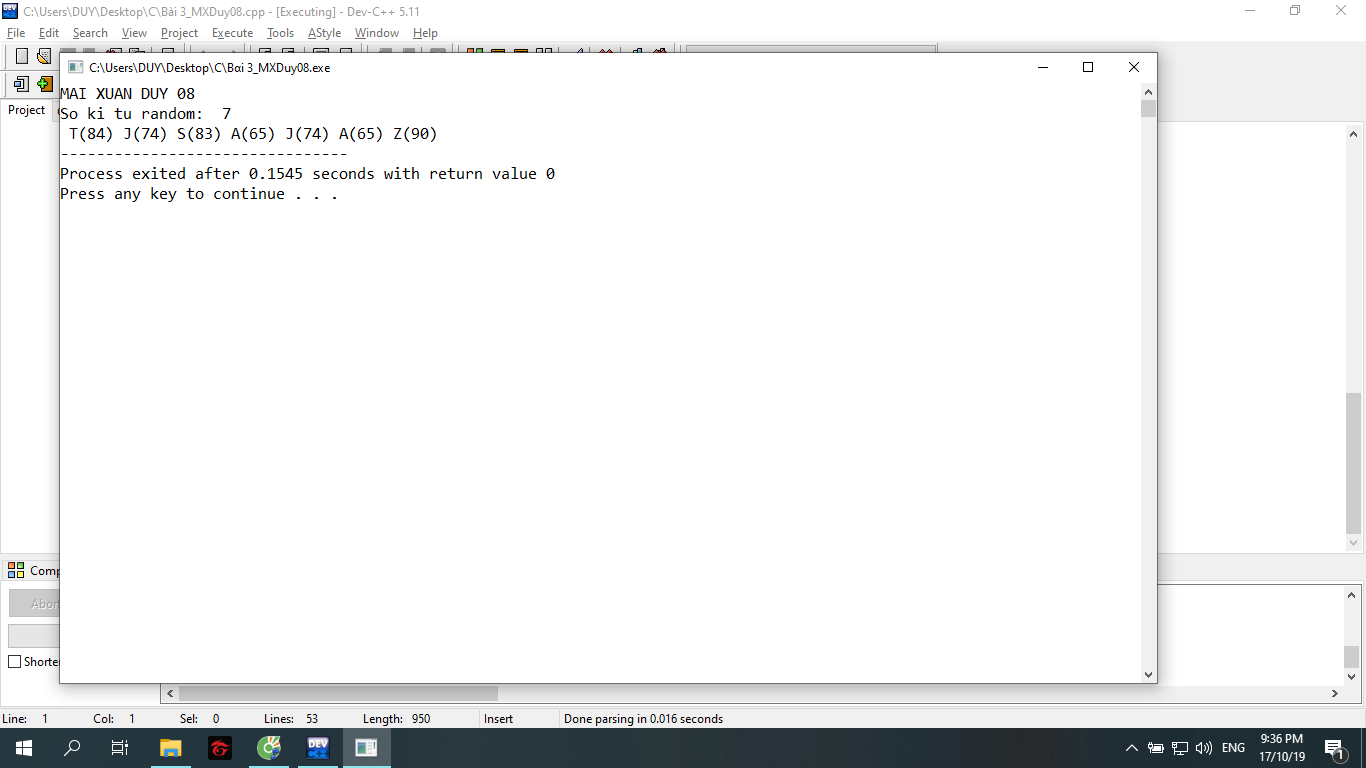 C:\Users\DUY\Desktop\C\Bài 3_MXDuy08.cpp - [Executing] - Dev-C++ 5.11
File Edit Search View Project Execute Tools AStyle Window Help
C:\Users\DUY\Desktop\C\Bai 3_MXDuy08.exe
MAI XUAN DUY 08
Project
So ki tu random:  7
T(84) J(74) S(83) A(65) J(74) A(65) Z(90)
--------------------------------
Process exited after 0.1545 seconds with return value 0
Press any key to continue . . .
Line: 1 Col: 1 Sel: 0 Lines: 53 Length: 950 Insert Done parsing in 0.016 seconds
DEV
ENG
9:36 PM
17/10/19
1